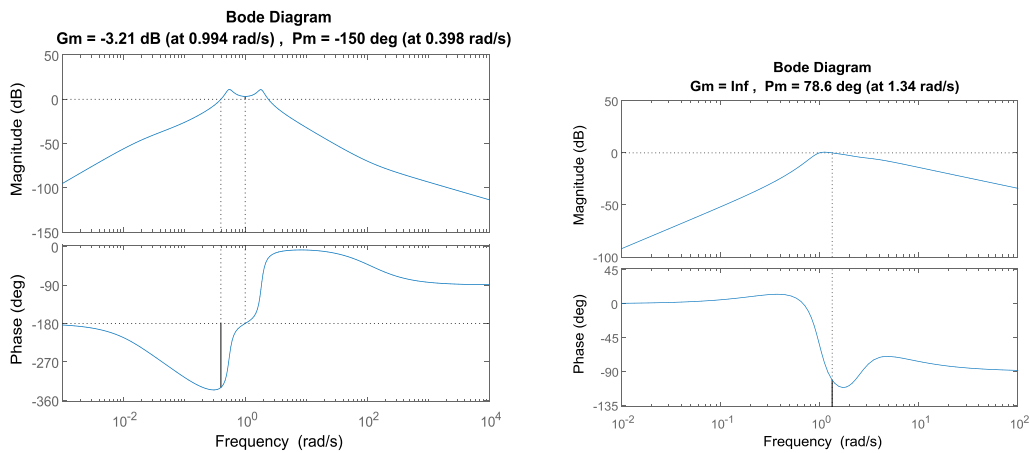 Bode Diagram
Gm = -3.21 dB (at 0.994 rad/s) ,  Pm = -150 deg (at 0.398 rad/s)
Magnitude (dB)
50
0
-50
-100
-150
Phase (deg)
0
-90
-180
-270
-360
10^-2
10^0
10^2
10^4
Frequency  (rad/s)
Bode Diagram
Gm = Inf ,  Pm = 78.6 deg (at 1.34 rad/s)
Magnitude (dB)
50
0
-50
-100
Phase (deg)
45
0
-45
-90
-135
10^-2
10^-1
10^0
10^1
10^2
Frequency  (rad/s)